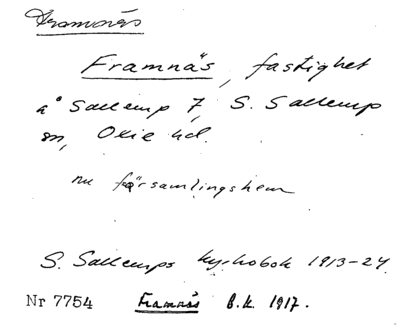 Framnäs
Framnäs, fastighet
å Sallerup 7, S. Sallerup
sn, Oxie hd.
nu församlingshem
S. Sallerups kyrkobok 1913-24.
Nr 7754 Framnäs f.k. 1917.